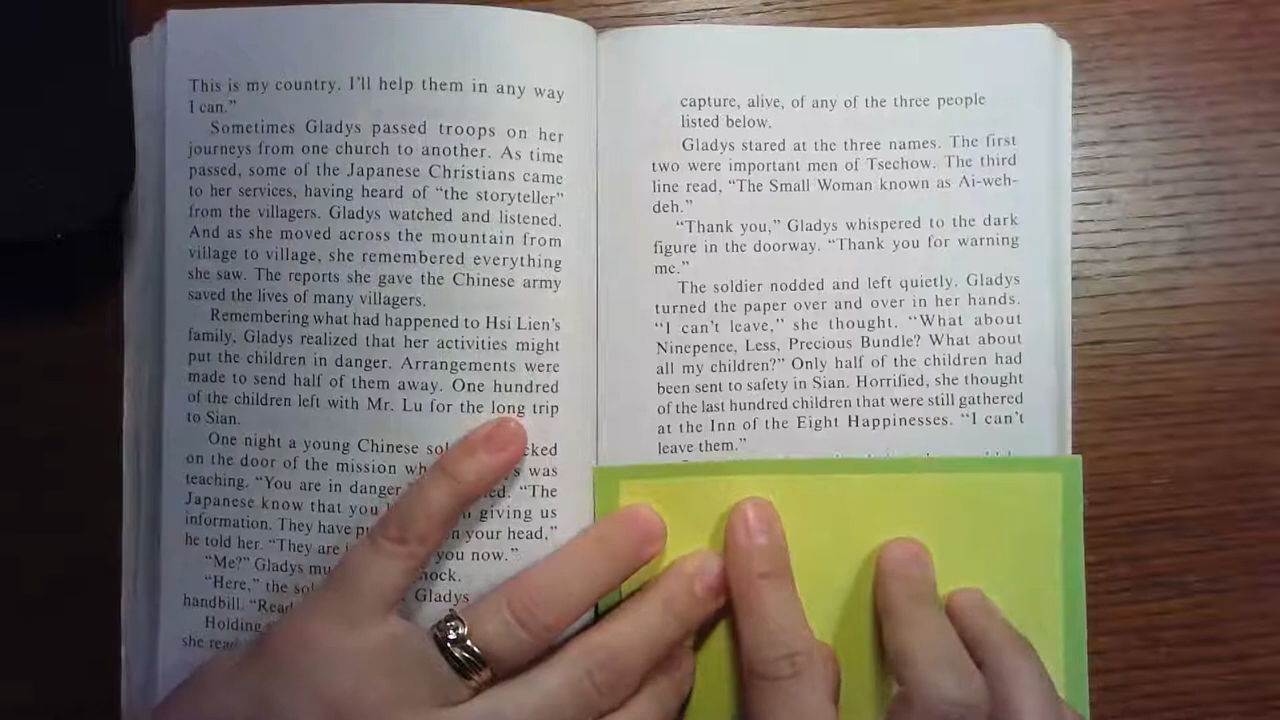 This is my country. I'll help them in any way
I can."
Sometimes Gladys passed troops on her
journeys from one church to another. As time
passed, some of the Japanese Christians came
to her services, having heard of "the storyteller"
from the villagers. Gladys watched and listened.
And as she moved across the mountain from
village to village, she remembered everything
she saw. The reports she gave the Chinese army
saved the lives of many villagers.
Remembering what had happened to Hsi Lien's
family, Gladys realized that her activities might
put the children in danger. Arrangements were
made to send half of them away. One hundred
of the children left with Mr. Lu for the long trip
to Sian.
One night a young Chinese
on the door of the mission was
teaching. "You are in danger "The
Japanese know that you giving us
information. They have on your head,"
he told her. "They are you now."
"Me?" Gladys
"Here," the Gladys
handbill.
Holding
she
capture, alive, of any of the three people
listed below.
Gladys stared at the three names. The first
two were important men of Tsechow. The third
line read, "The Small Woman known as Ai-weh-
deh."
"Thank you," Gladys whispered to the dark
figure in the doorway. "Thank you for warning
me."
The soldier nodded and left quietly. Gladys
turned the paper over and over in her hands.
"I can't leave," she thought. "What about
Ninepence, Less, Precious Bundle? What about
all my children?" Only half of the children had
been sent to safety in Sian. Horrified, she thought
of the last hundred children that were still gathered
at the Inn of the Eight Happinesses. "I can't
leave them."